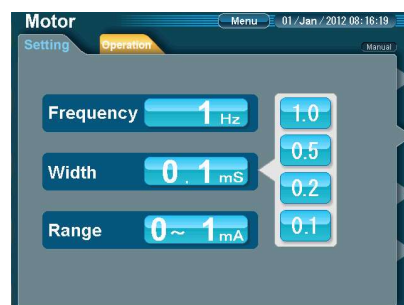 Motor Menu 01/Jan/2012 08:16:19
Setting Operation Manual
Frequency 1 Hz
1.0
0.5
Width 0.1 mS
0.2
Range 0~ 1 mA
0.1